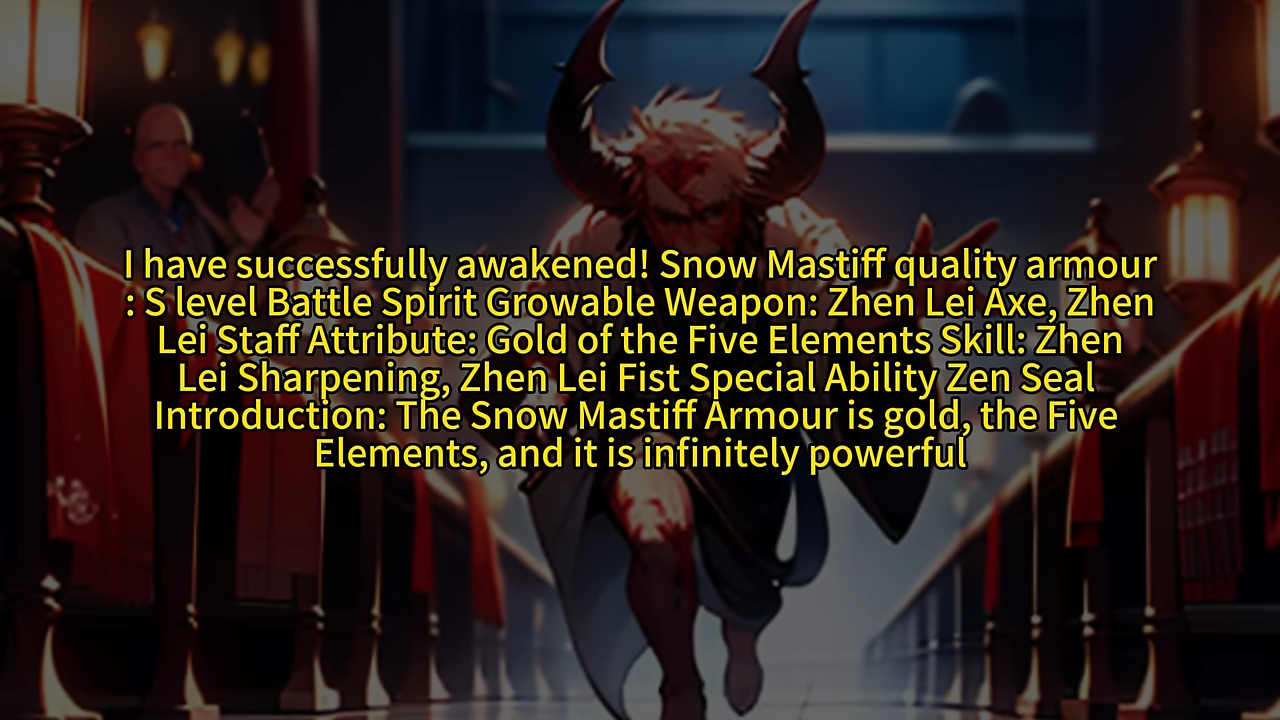 I have successfully awakened! Snow Mastiff quality armour
: S level Battle Spirit Growable Weapon: Zhen Lei Axe, Zhen
Lei Staff Attribute: Gold of the Five Elements Skill: Zhen
Lei Sharpening, Zhen Lei Fist Special Ability Zen Seal
Introduction: The Snow Mastiff Armour is gold, the Five
Elements, and it is infinitely powerful